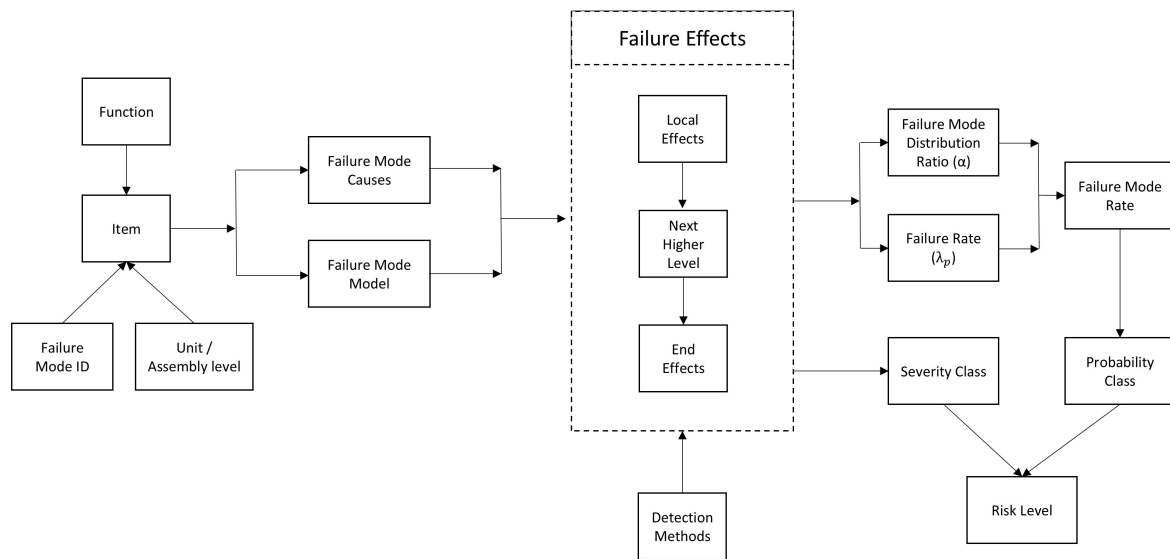 Failure Effects
Function
Local
Effects
Failure Mode
Distribution
Ratio (α)
Failure Mode
Causes
Failure Mode
Rate
Item
Next
Higher
Level
Failure Rate
(λₚ)
Failure Mode
Model
Failure
Mode ID
Unit /
Assembly level
End
Effects
Severity Class
Probability
Class
Detection
Methods
Risk Level